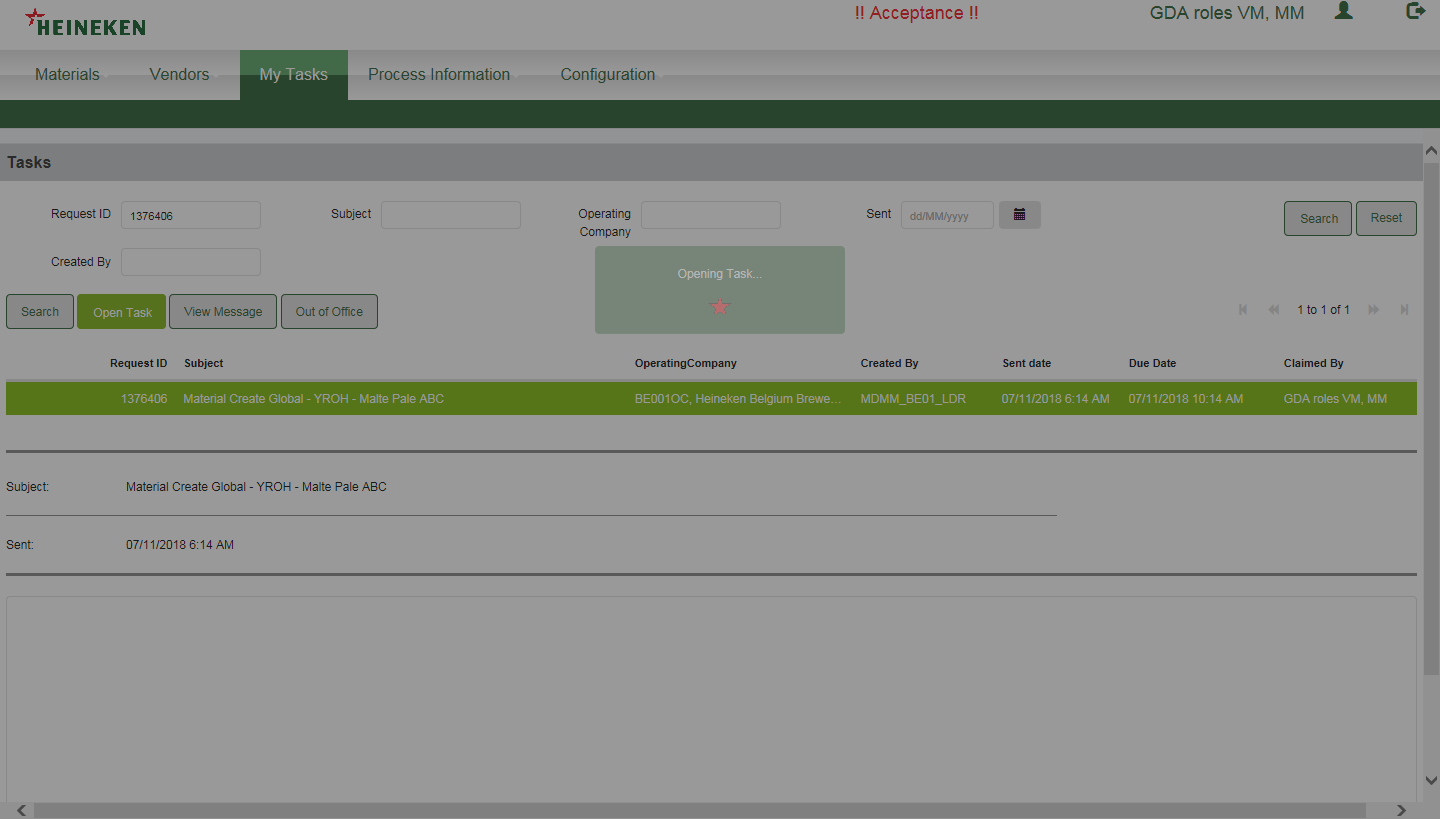 HEINEKEN
!! Acceptance !!
GDA roles VM, MM
Materials
Vendors
My Tasks
Process Information
Configuration
Tasks
Request ID
1376406
Subject
Operating
Company
Sent
dd/MM/yyyy
Search
Reset
Created By
Opening Task...
Search
Open Task
View Message
Out of Office
1 to 1 of 1
Request ID
Subject
OperatingCompany
Created By
Sent date
Due Date
Claimed By
1376406
Material Create Global - YROH - Malte Pale ABC
BE001OC, Heineken Belgium Brewe...
MDMM_BE01_LDR
07/11/2018 6:14 AM
07/11/2018 10:14 AM
GDA roles VM, MM
Subject:
Material Create Global - YROH - Malte Pale ABC
Sent:
07/11/2018 6:14 AM